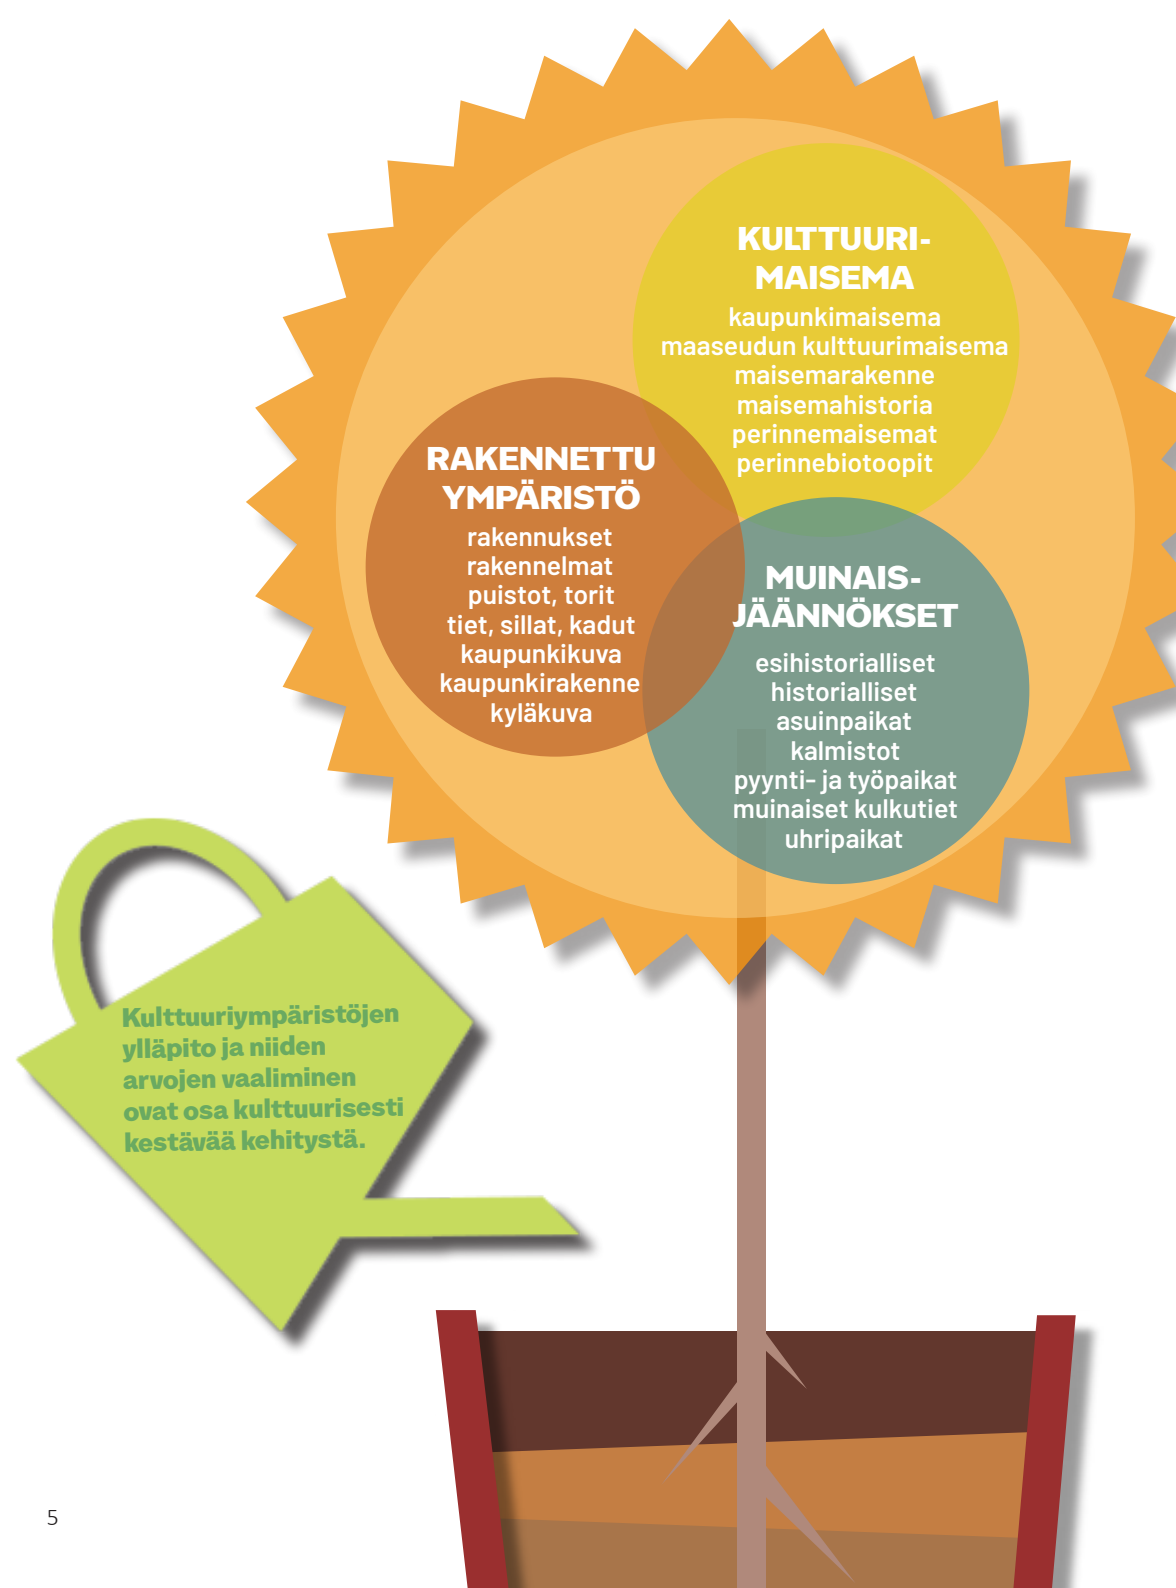 KULTTUURI-
MAISEMA
kaupunkimaisema
maaseudun kulttuurimaisema
maisemarakenne
maisemahistoria
perinnemaisemat
perinnebiotoopit
RAKENNETTU
YMPÄRISTÖ
rakennukset
rakennelmat
puistot, torit
tiet, sillat, kadut
kaupunkikuva
kaupunkirakenne
kyläkuva
MUINAIS-
JÄÄNNÖKSET
esihistorialliset
historialliset
asuinpaikat
kalmistot
pyynti- ja työpaikat
muinaiset kulkutiet
uhripaikat
Kulttuuriympäristöjen
ylläpito ja niiden
arvojen vaaliminen
ovat osa kulttuurisesti
kestävää kehitystä.
5